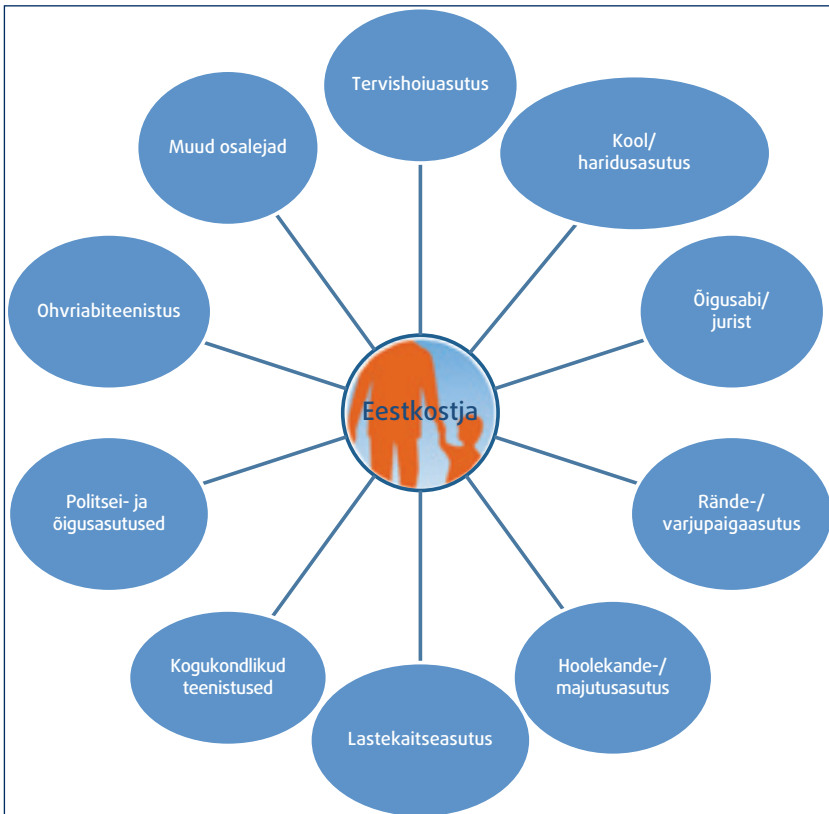 Tervishoiuasutus
Kool/
haridusasutus
Õigusabi/
jurist
Rände-/
varjupaigaasutus
Hoolekande-/
majutusasutus
Lastekaitseasutus
Kogukondlikud
teenistused
Politsei- ja
õigusasutused
Ohvriabiteenistus
Muud osalejad
Eestkostja